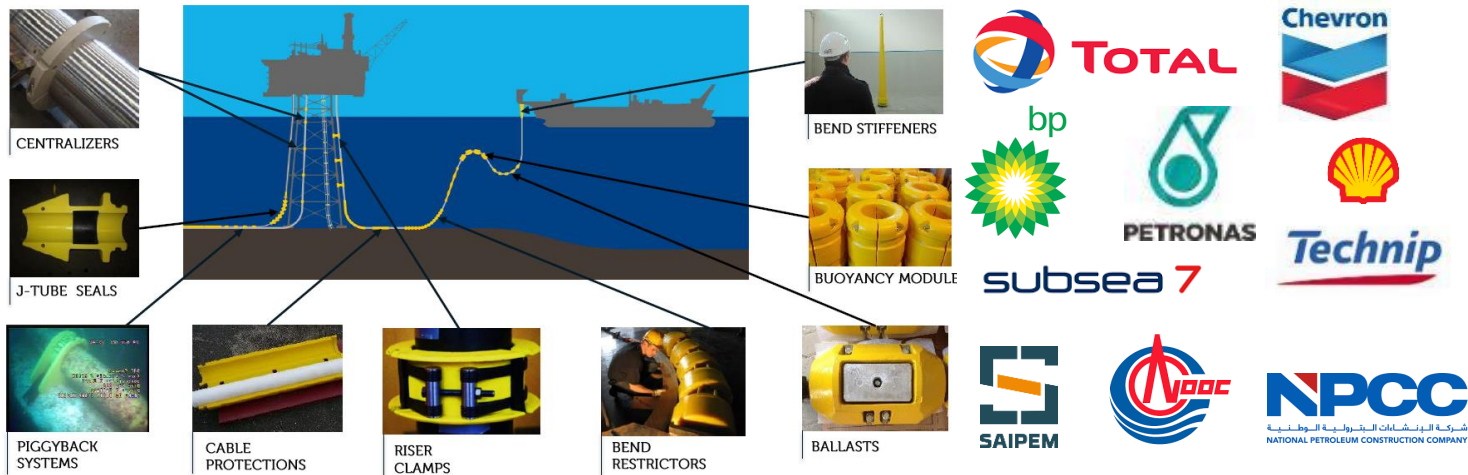 CENTRALIZERS
J-TUBE SEALS
PIGGYBACK
SYSTEMS
CABLE
PROTECTIONS
RISER
CLAMPS
BEND
RESTRICTORS
BALLASTS
BEND STIFFENERS
BUOYANCY MODULE
TOTAL
Chevron
bp
PETRONAS
subsea 7
Technip
SAIPEM
CNOOC
NPCC
شركة الإنشاءات البترولية الوطنية
NATIONAL PETROLEUM CONSTRUCTION COMPANY